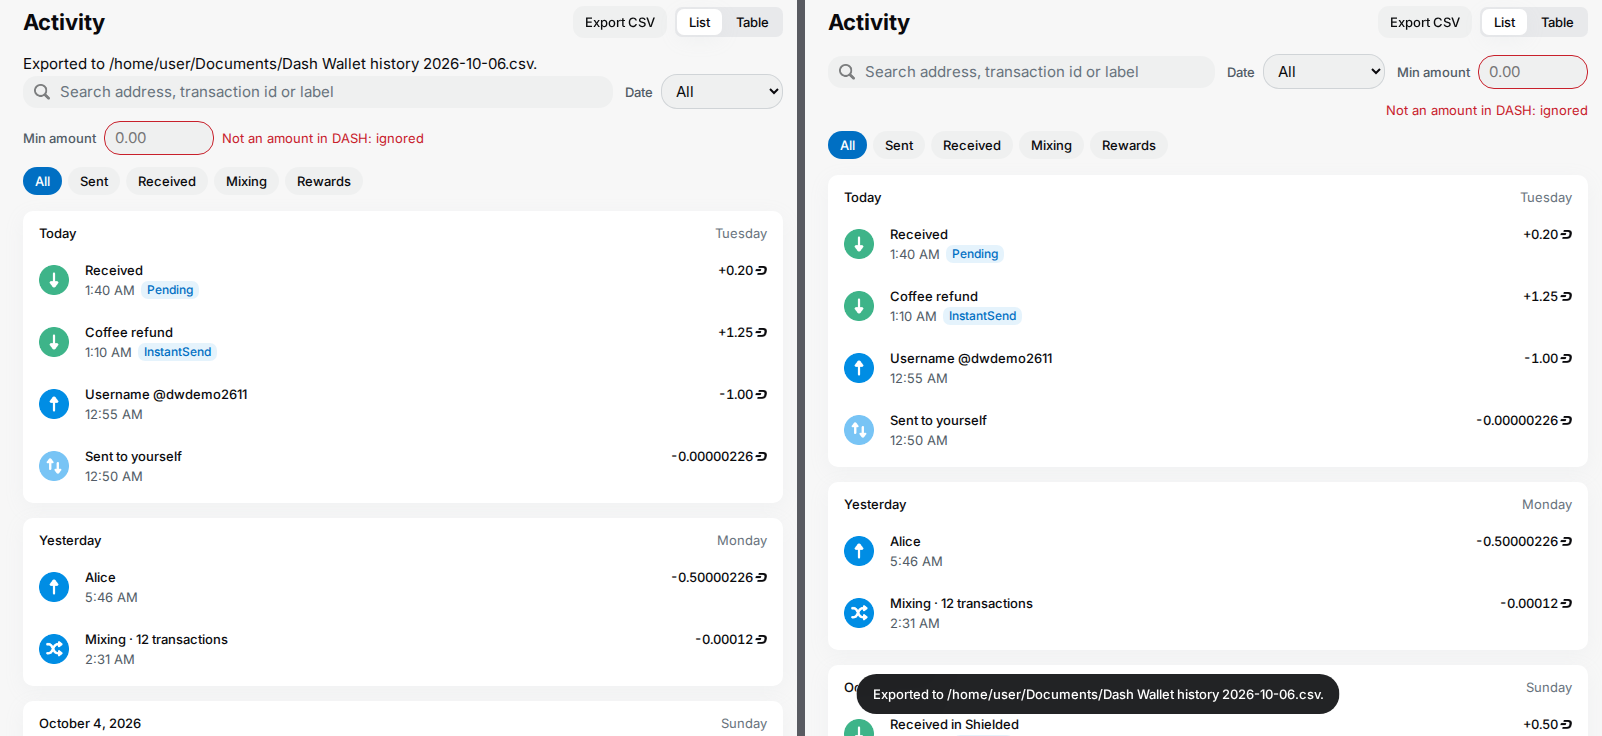 Activity
Export CSV
List
Table
Exported to /home/user/Documents/Dash Wallet history 2026-10-06.csv.
Search address, transaction id or label
Date
All
Min amount
0.00
Not an amount in DASH: ignored
All
Sent
Received
Mixing
Rewards
Today
Tuesday
Received
+0.20
1:40 AM
Pending
Coffee refund
+1.25
1:10 AM
InstantSend
Username @dwdemo2611
-1.00
12:55 AM
Sent to yourself
-0.00000226
12:50 AM
Yesterday
Monday
Alice
-0.50000226
5:46 AM
Mixing · 12 transactions
-0.00012
2:31 AM
October 4, 2026
Sunday
Activity
Export CSV
List
Table
Search address, transaction id or label
Date
All
Min amount
0.00
Not an amount in DASH: ignored
All
Sent
Received
Mixing
Rewards
Today
Tuesday
Received
+0.20
1:40 AM
Pending
Coffee refund
+1.25
1:10 AM
InstantSend
Username @dwdemo2611
-1.00
12:55 AM
Sent to yourself
-0.00000226
12:50 AM
Yesterday
Monday
Alice
-0.50000226
5:46 AM
Mixing · 12 transactions
-0.00012
2:31 AM
Sunday
Exported to /home/user/Documents/Dash Wallet history 2026-10-06.csv.
Received in Shielded
+0.50